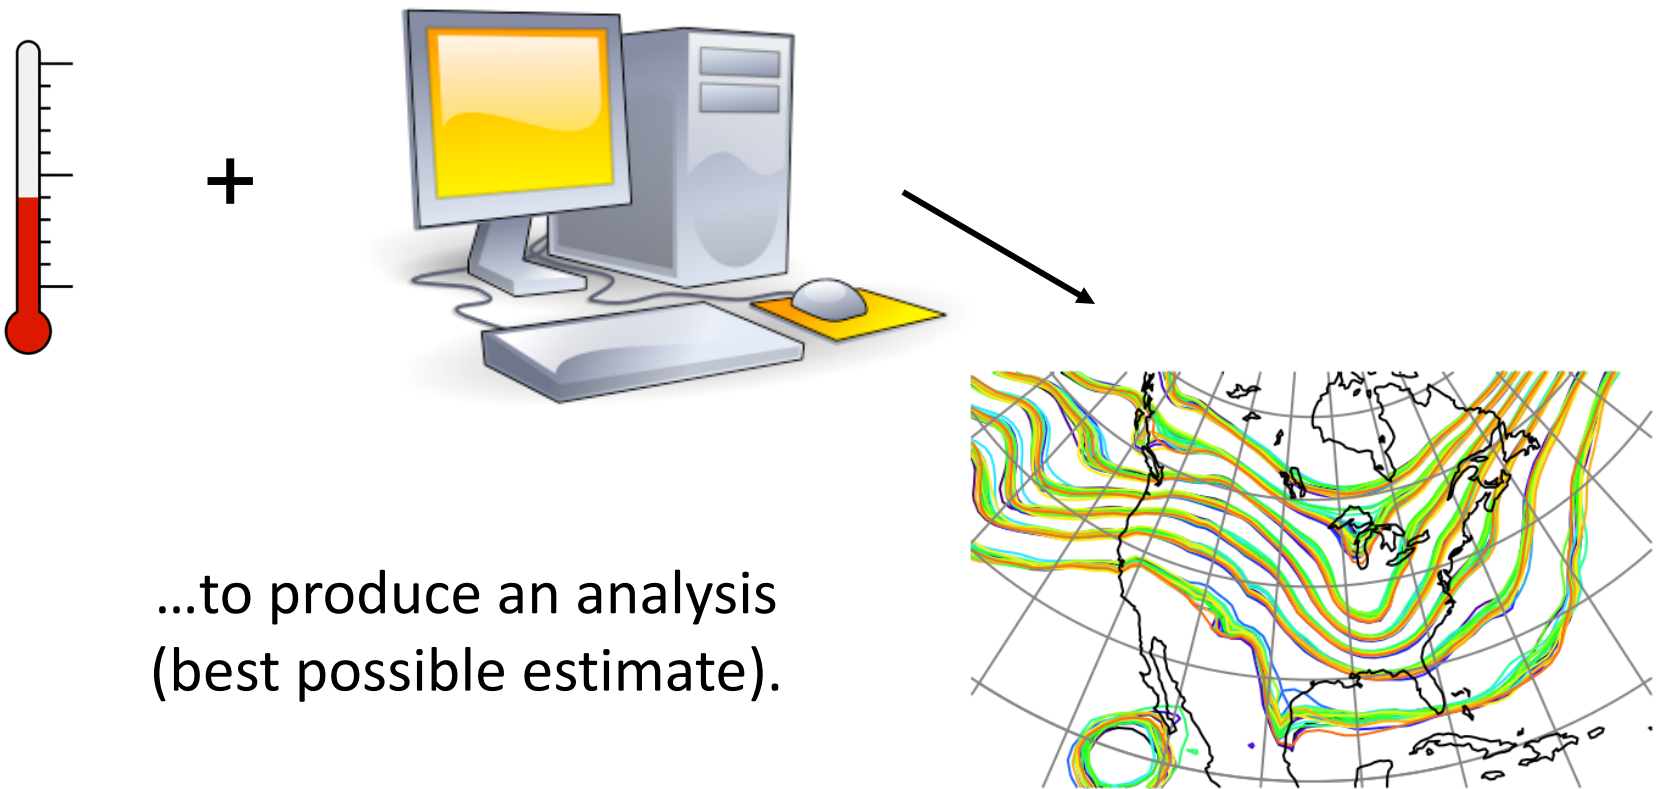 +
…to produce an analysis
(best possible estimate).